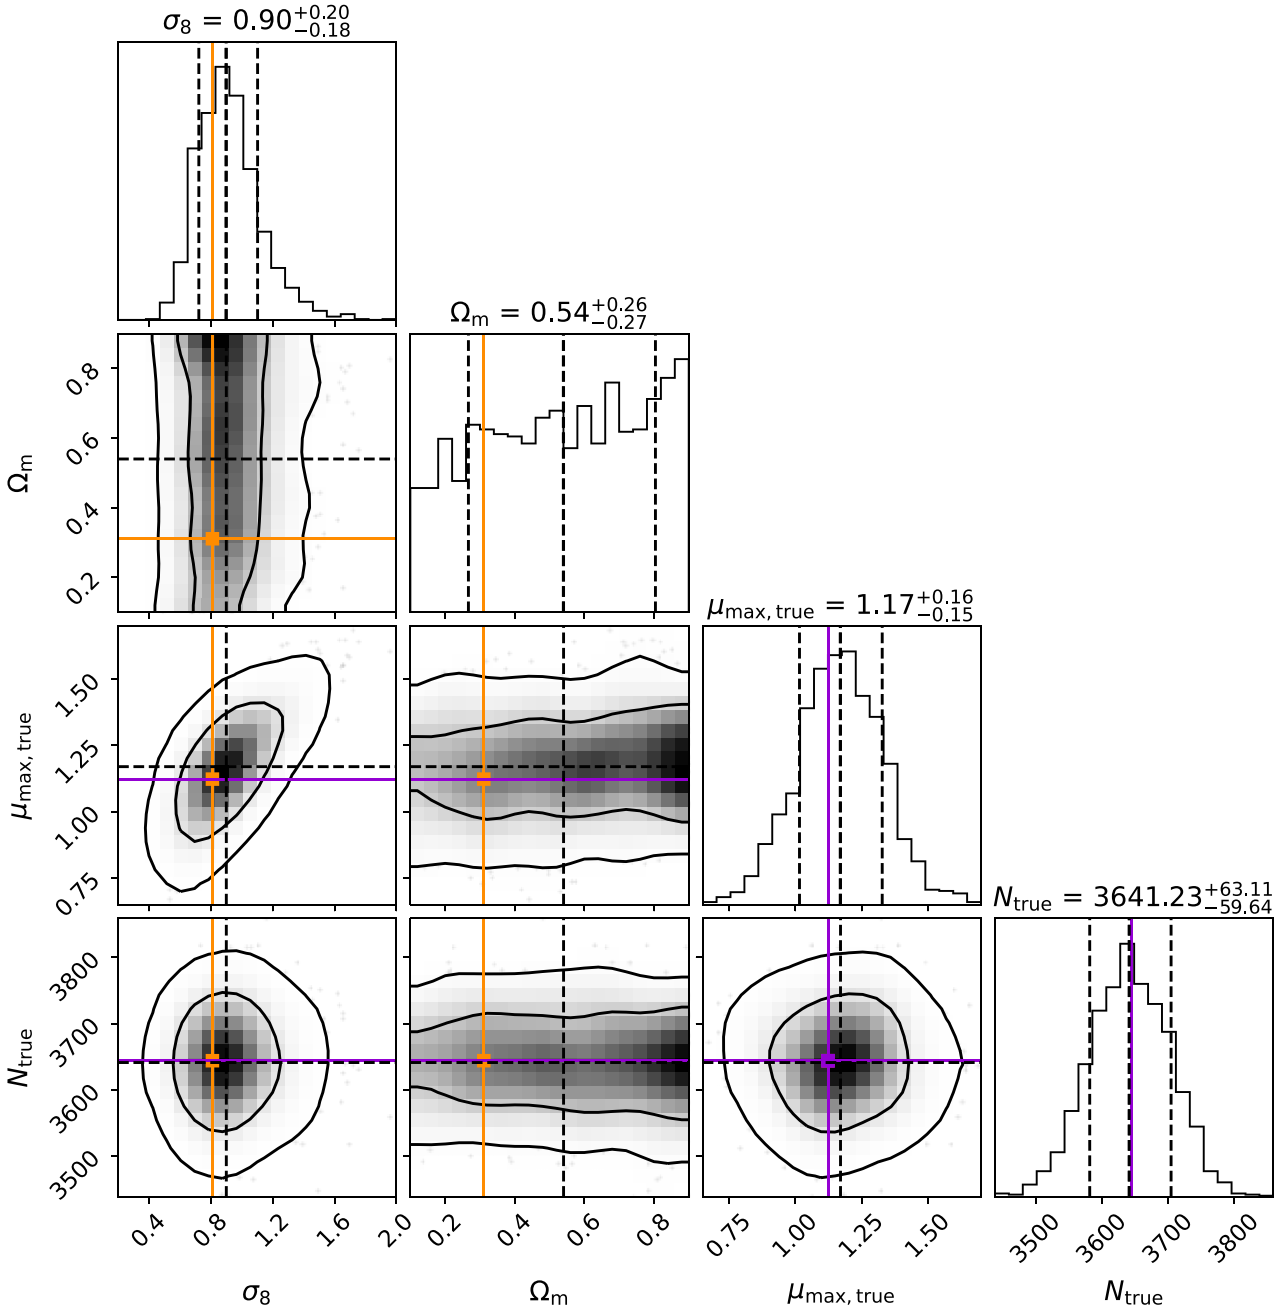 σ₈ = 0.90⁺⁰·²⁰₋₀.₁₈
Ωₘ = 0.54⁺⁰·²⁶₋₀.₂₇
0.8
0.6
0.4
0.2
Ωₘ
μmax, true = 1.17⁺⁰·¹⁶₋₀.₁₅
1.50
1.25
1.00
0.75
μmax, true
Ntrue = 3641.23⁺⁶³·¹¹₋₅₉.₆₄
3800
3700
3600
3500
Ntrue
0.4 0.8 1.2 1.6 2.0 0.2 0.4 0.6 0.8 0.75 1.00 1.25 1.50 3500 3600 3700 3800
σ₈ Ωₘ μmax, true Ntrue